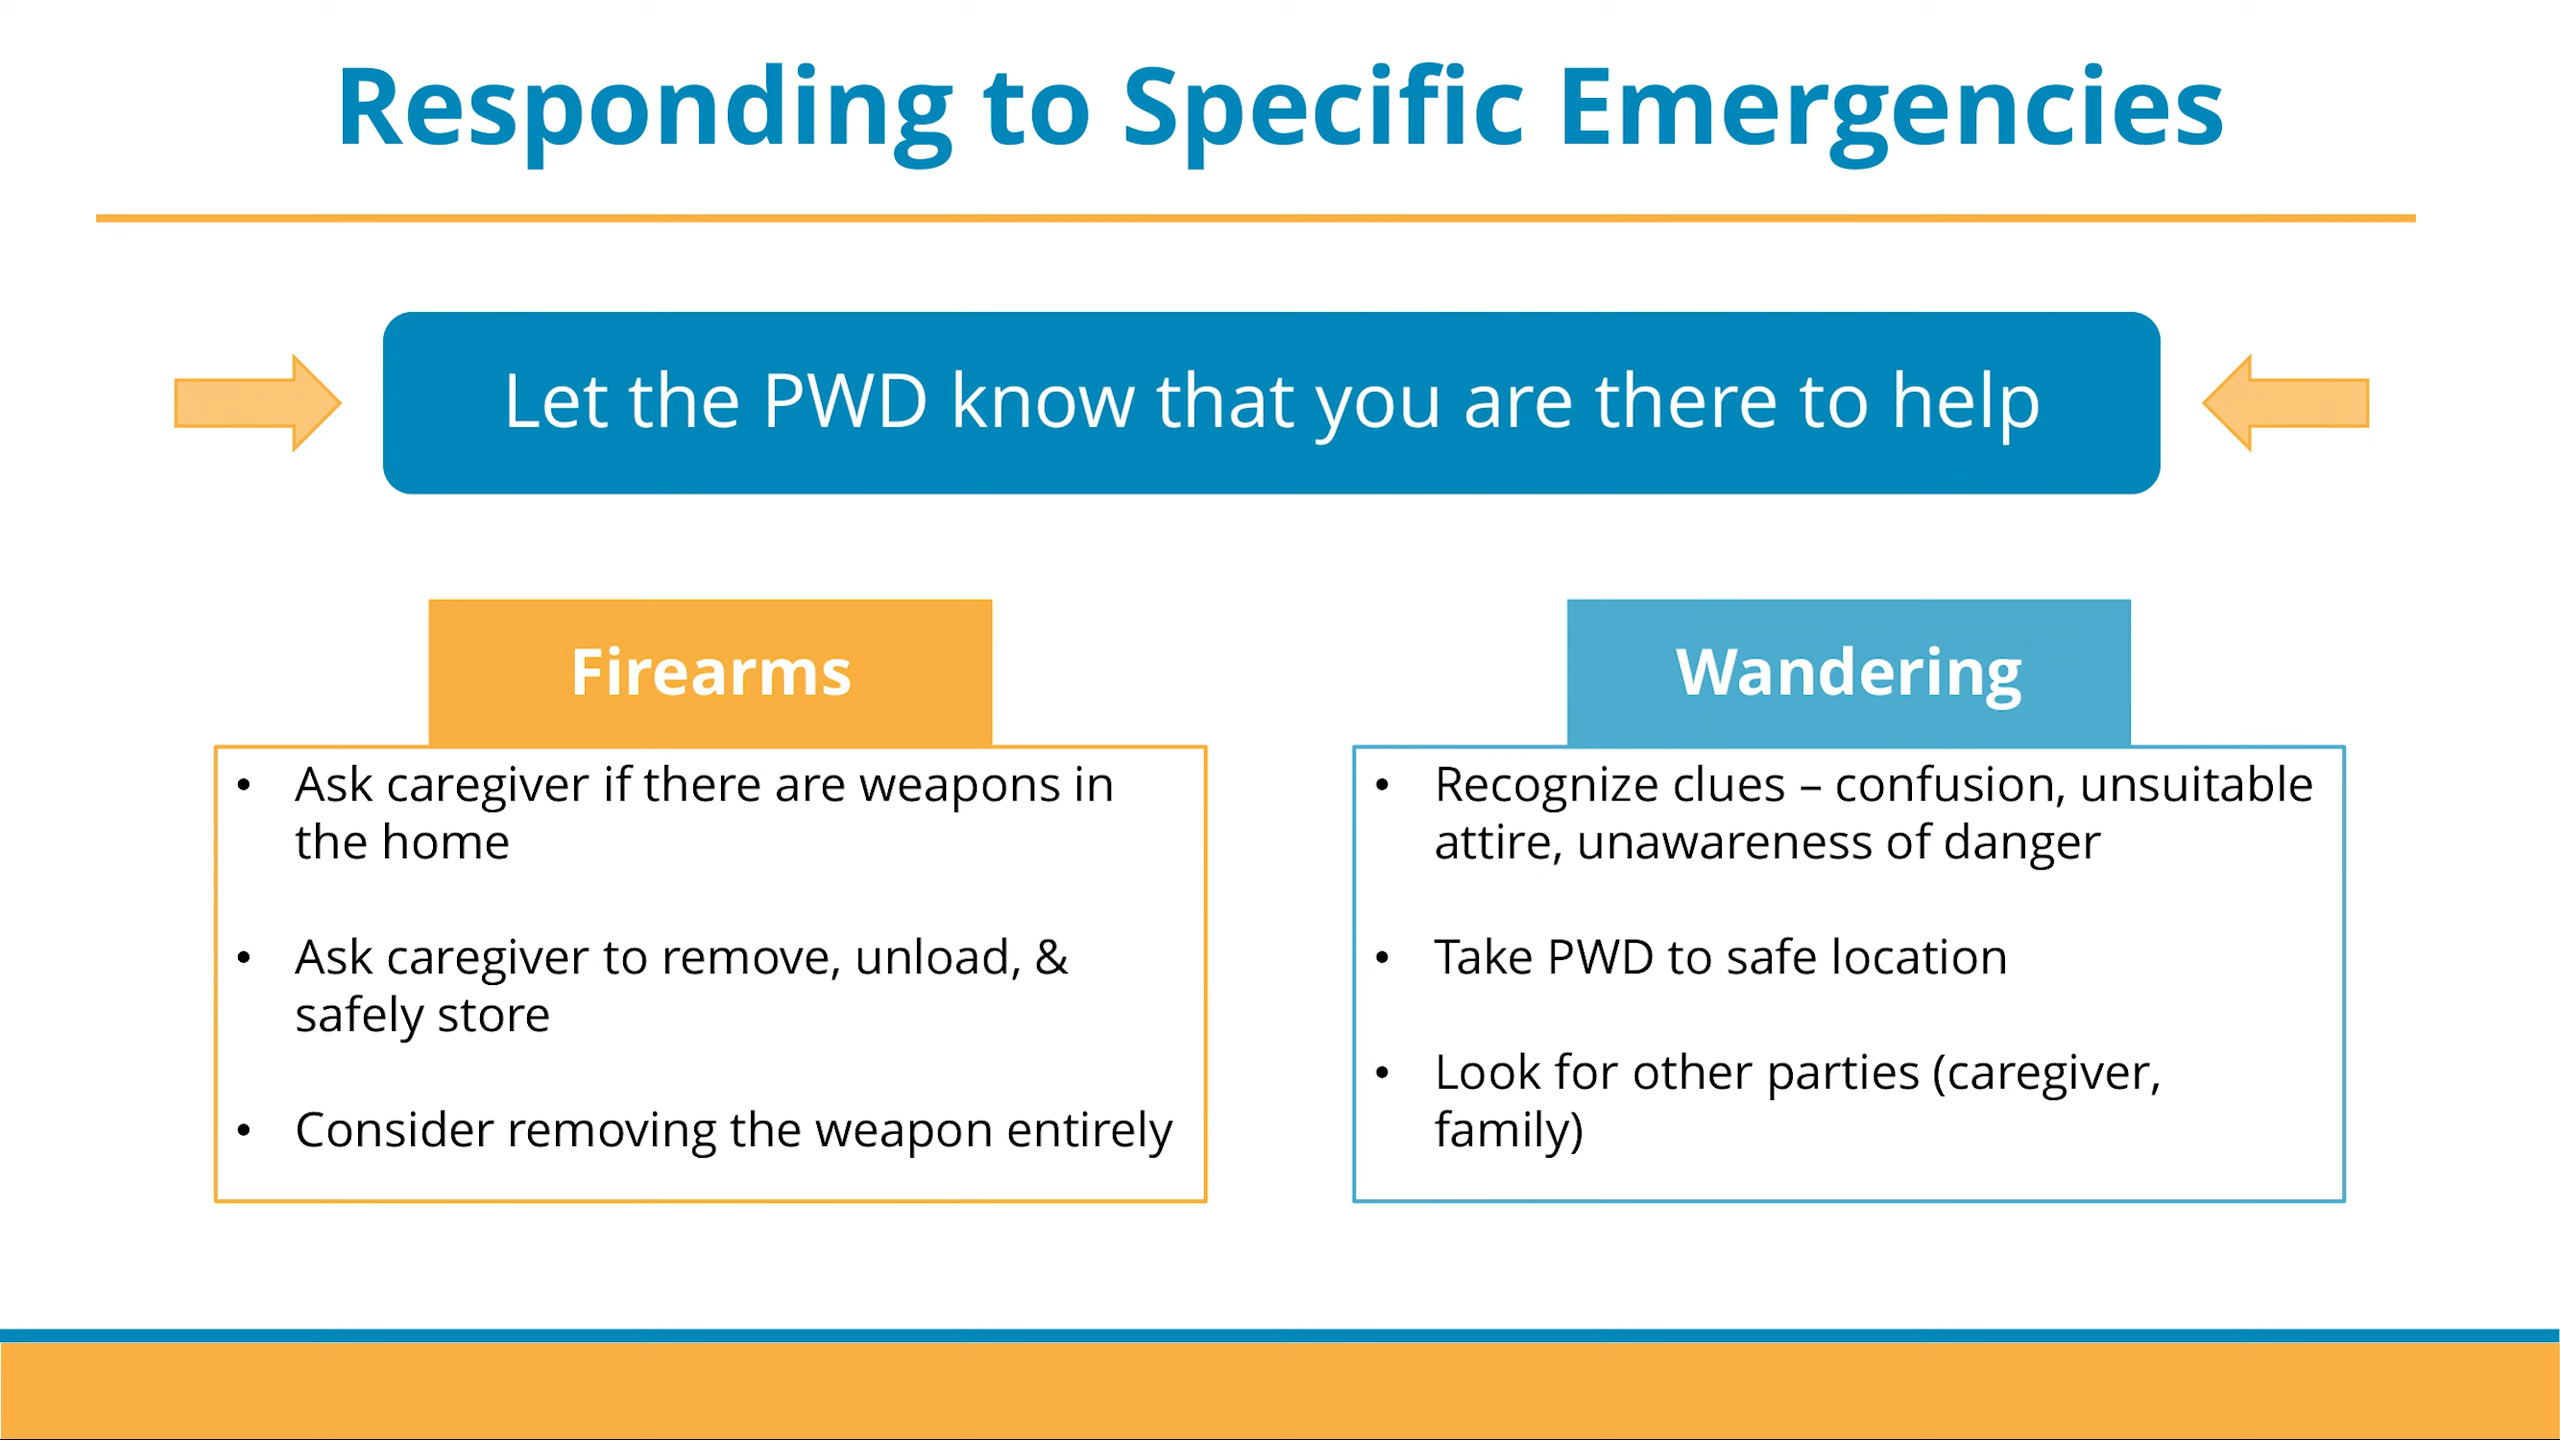 Responding to Specific Emergencies
Let the PWD know that you are there to help
Firearms
• Ask caregiver if there are weapons in
the home
• Ask caregiver to remove, unload, &
safely store
• Consider removing the weapon entirely
Wandering
• Recognize clues – confusion, unsuitable
attire, unawareness of danger
• Take PWD to safe location
• Look for other parties (caregiver,
family)